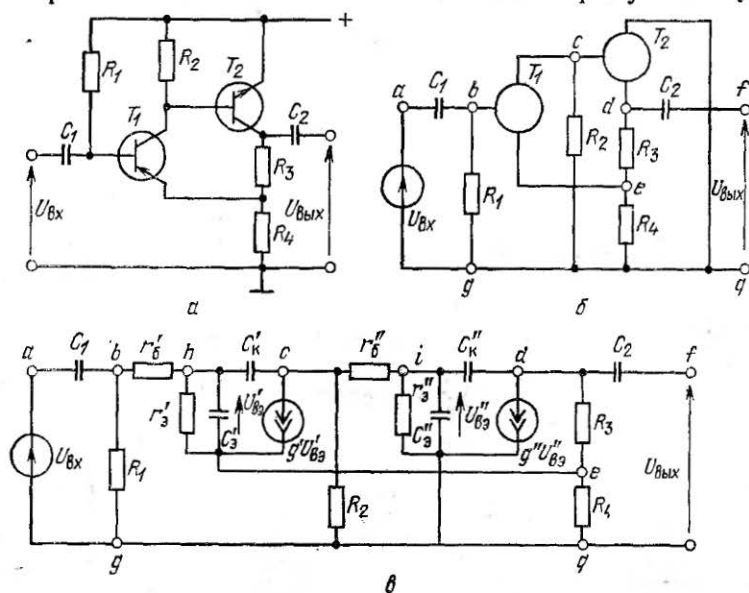 +
R₁
R₂
T₂
T₁
C₁
C₂
R₃
R₄
Uвх
Uвых
а
T₂
c
T₁
a
C₁
b
d
C₂
f
R₂
R₃
R₁
e
Uвх
R₄
Uвых
g
q
б
a
C₁
b
r'б
h
C'к
c
r''б
i
C''к
d
C₂
f
r'э
C'э
U'вэ
g'U'вэ
r''э
C''э
U''вэ
g''U''вэ
R₃
e
Uвх
R₁
R₂
R₄
Uвых
g
q
в